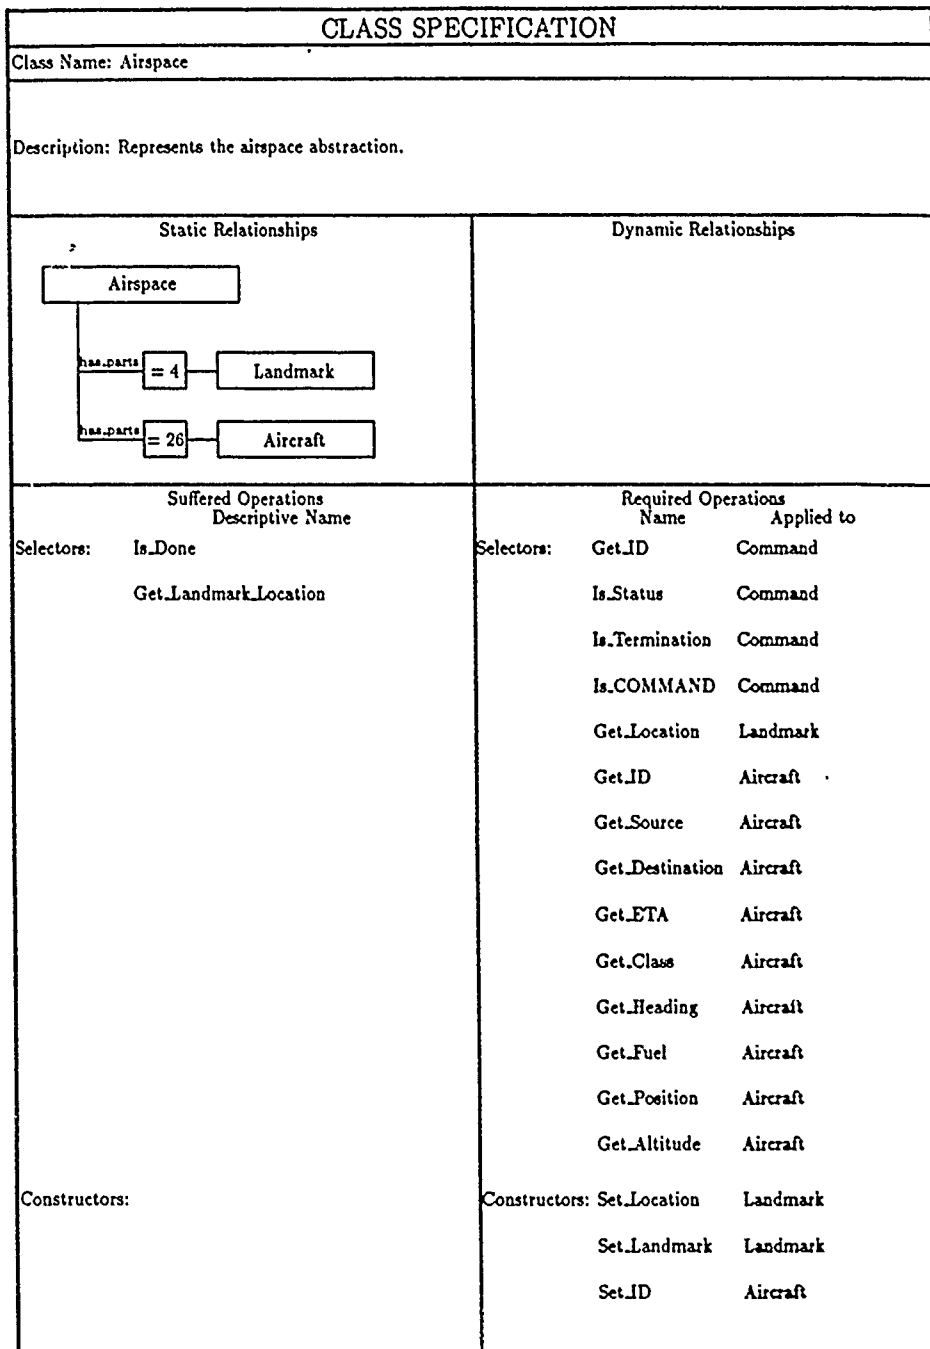 CLASS SPECIFICATION
Class Name: Airspace
Description: Represents the airspace abstraction.
Static Relationships
Airspace
has_parts = 4 Landmark
has_parts = 26 Aircraft
Dynamic Relationships
Suffered Operations
Descriptive Name
Selectors: Is_Done
Get_Landmark_Location
Constructors:
Required Operations
Name Applied to
Selectors: Get_ID Command
Is_Status Command
Is_Termination Command
Is_COMMAND Command
Get_Location Landmark
Get_ID Aircraft
Get_Source Aircraft
Get_Destination Aircraft
Get_ETA Aircraft
Get_Class Aircraft
Get_Heading Aircraft
Get_Fuel Aircraft
Get_Position Aircraft
Get_Altitude Aircraft
Constructors: Set_Location Landmark
Set_Landmark Landmark
Set_ID Aircraft